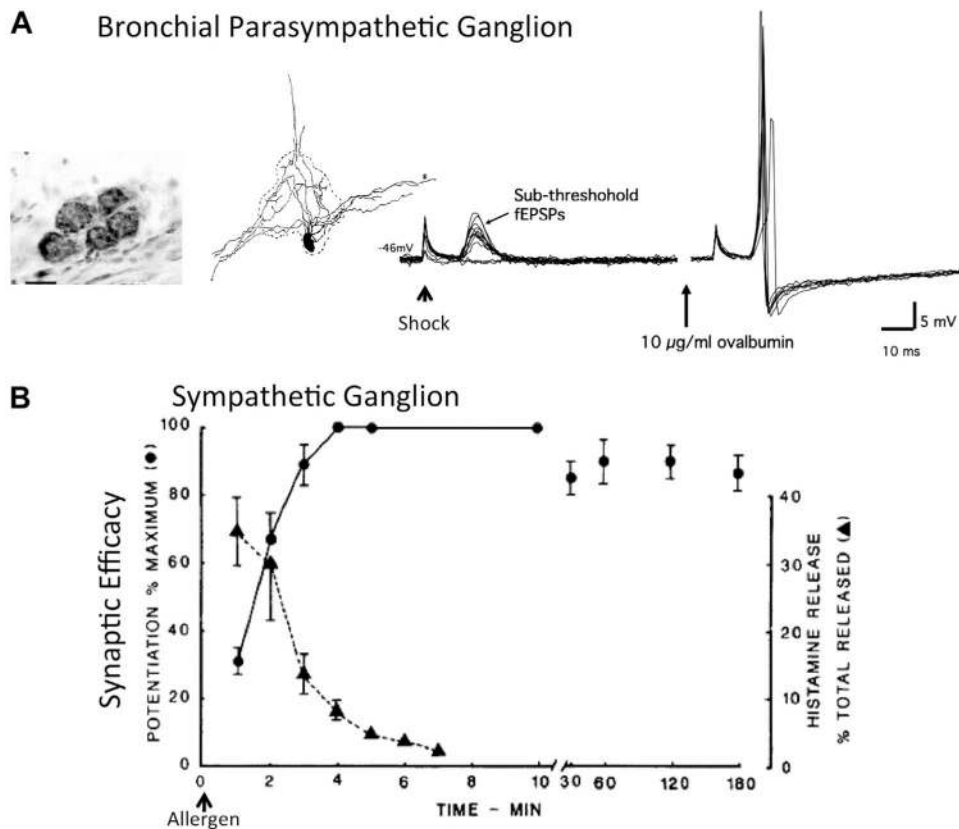 A Bronchial Parasympathetic Ganglion
*
Sub-threshohold
fEPSPs
-46mV
Shock
10 µg/ml ovalbumin
5 mV
10 ms
B Sympathetic Ganglion
Synaptic Efficacy
POTENTIATION % MAXIMUM (●)
100
80
60
40
20
0
40
30
20
10
0
HISTAMINE RELEASE
% TOTAL RELEASED (▲)
0 2 4 6 8 10 30 60 120 180
TIME - MIN
Allergen